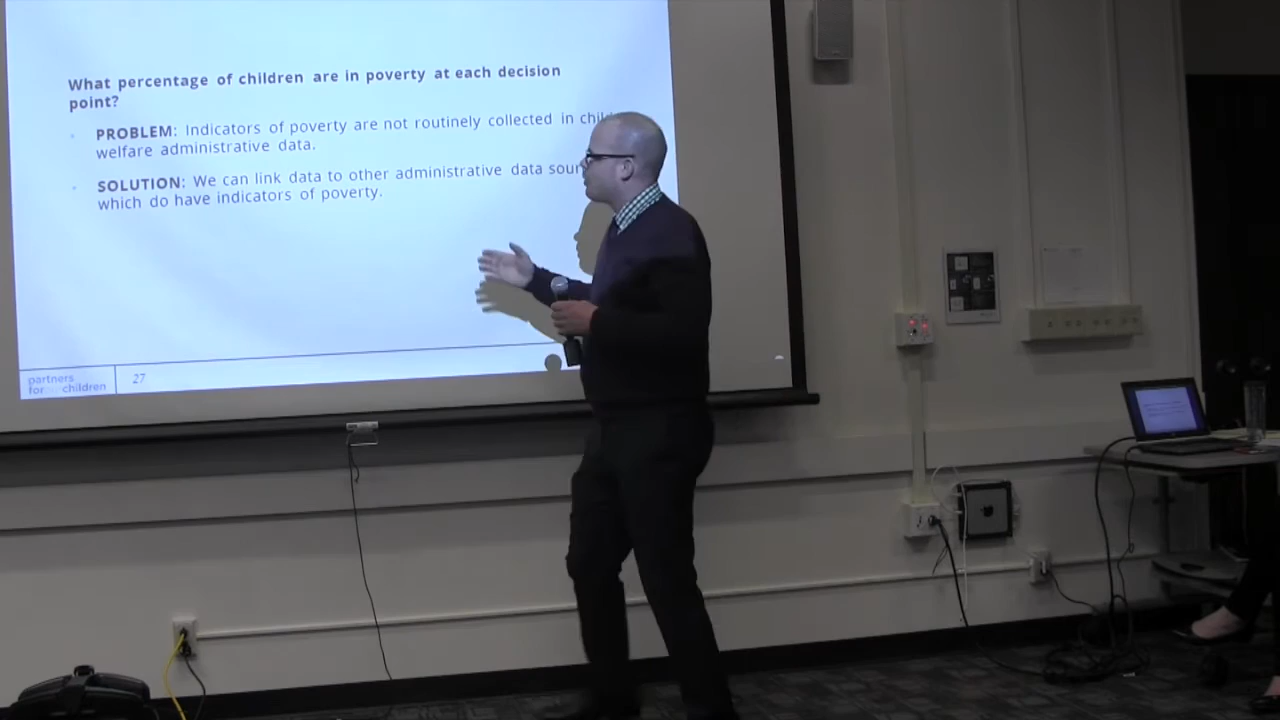 What percentage of children are in poverty at each decision
point?
PROBLEM: Indicators of poverty are not routinely collected in
welfare administrative data.
SOLUTION: We can link data to other administrative data
which do have indicators of poverty.
partners
for children
27